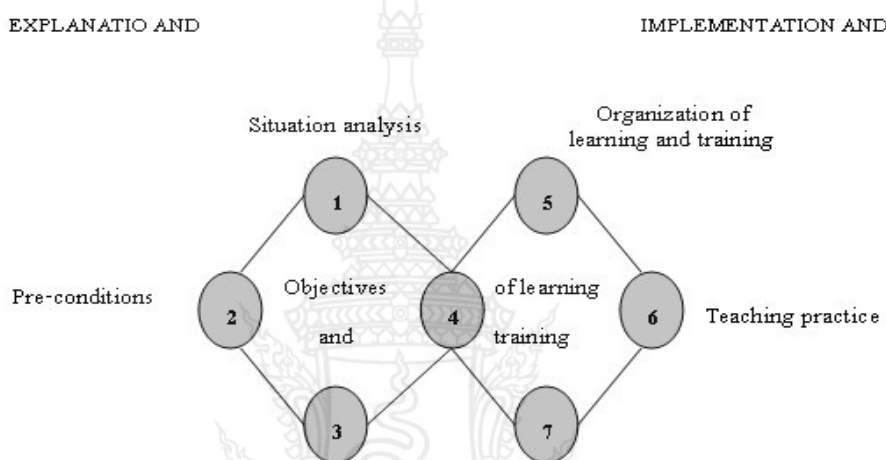 EXPLANATIO AND
IMPLEMENTATION AND
Situation analysis
Organization of
learning and training
1
5
Pre-conditions
2
Objectives
and
4
of learning
training
6
Teaching practice
3
7